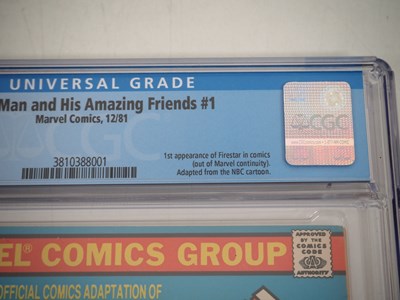 UNIVERSAL GRADE
Man and His Amazing Friends #1
Marvel Comics, 12/81
CGC
3810388001
1st appearance of Firestar in comics
(out of Marvel continuity).
Adapted from the NBC cartoon.
EL® COMICS GROUP
APPROVED
BY THE
COMICS
CODE
AUTHORITY
OFFICIAL COMICS ADAPTATION OF